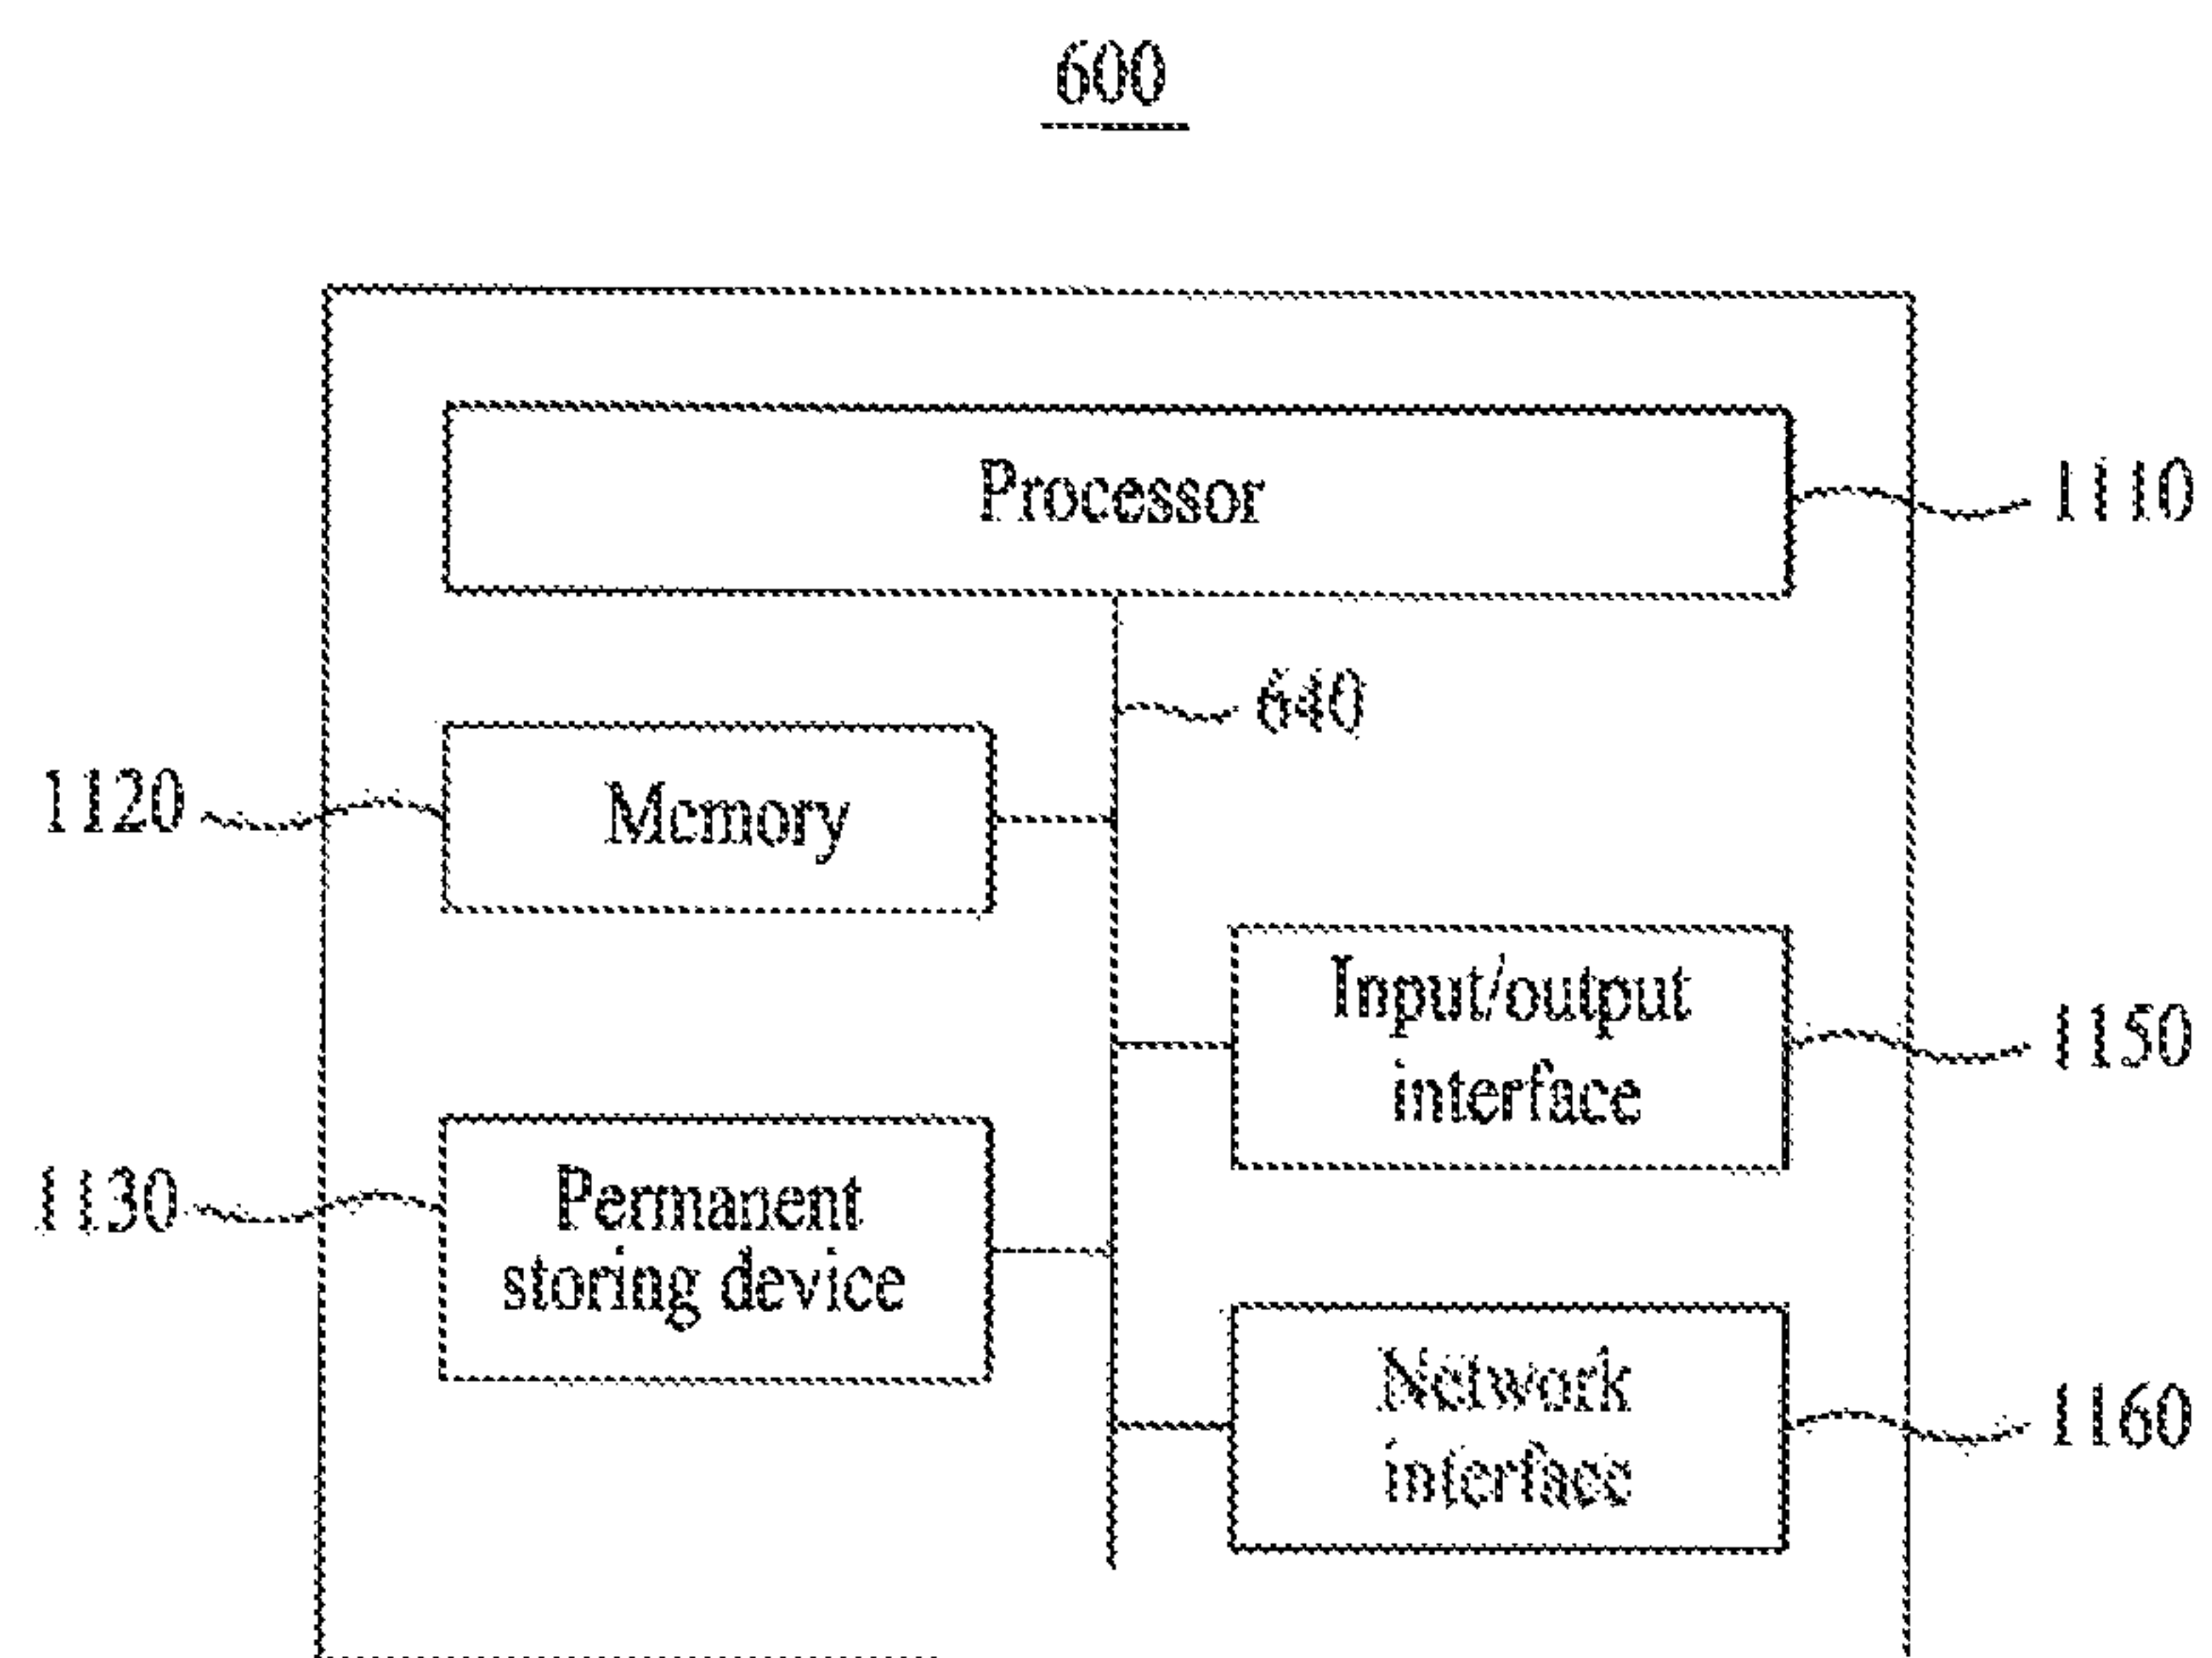 600
Processor
1110
640
1120
Memory
Input/output
interface
1150
1130
Permanent
storing device
Network
interface
1160